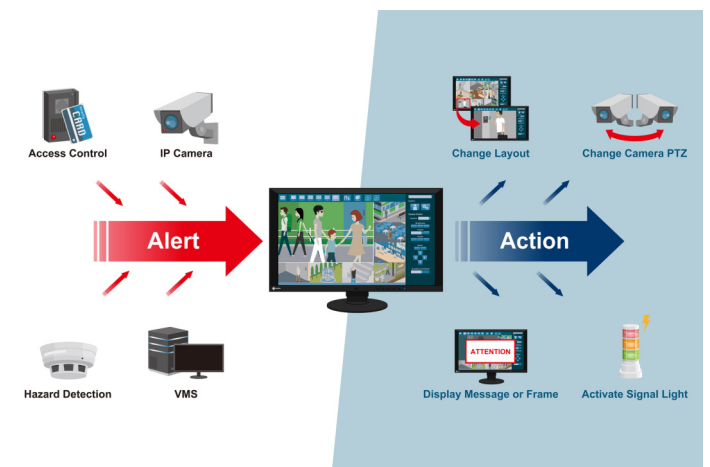 Access Control
IP Camera
CARD
Change Layout
Change Camera PTZ
Alert
Action
ATTENTION
Hazard Detection
VMS
Display Message or Frame
Activate Signal Light